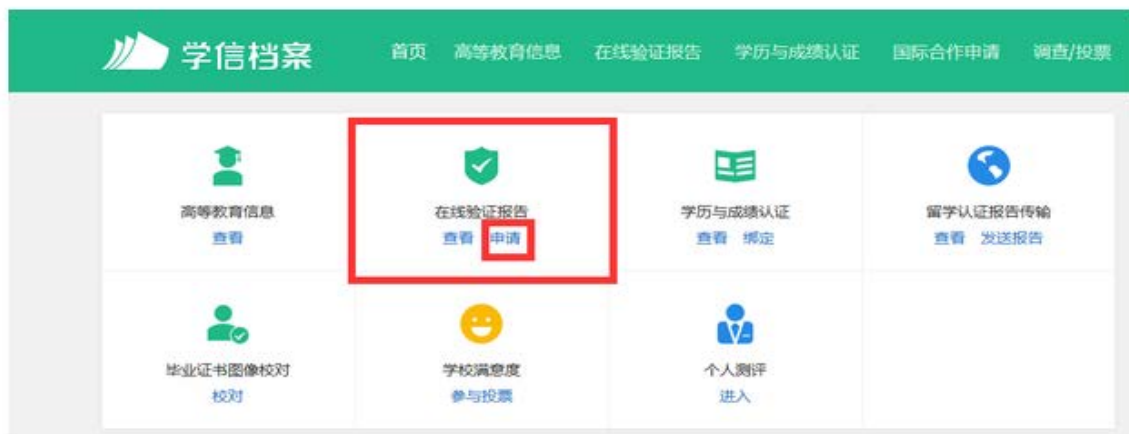 学信档案 首页 高等教育信息 在线验证报告 学历与成绩认证 国际合作申请 调查/投票
高等教育信息 在线验证报告 学历与成绩认证 留学认证报告传输
查看 查看 申请 查看 绑定 查看 发送报告
毕业证书图像校对 学校满意度 个人测评
校对 参与投票 进入